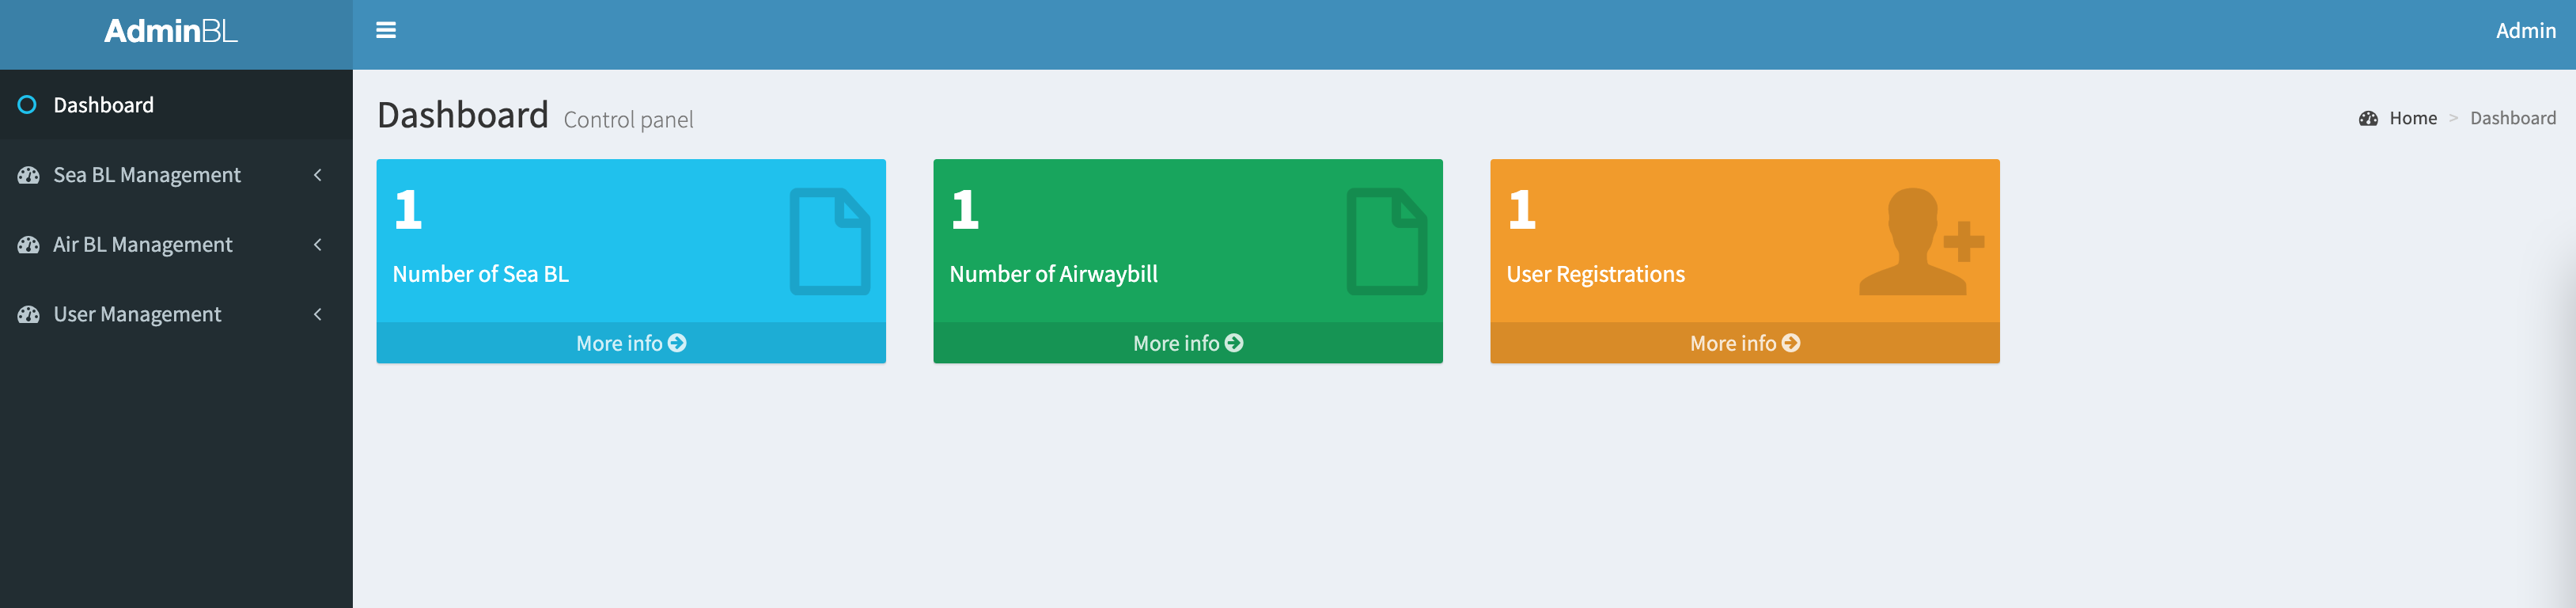 AdminBL
Admin
Dashboard
Sea BL Management
Air BL Management
User Management
Dashboard Control panel
Home > Dashboard
1
Number of Sea BL
More info
1
Number of Airwaybill
More info
1
User Registrations
More info